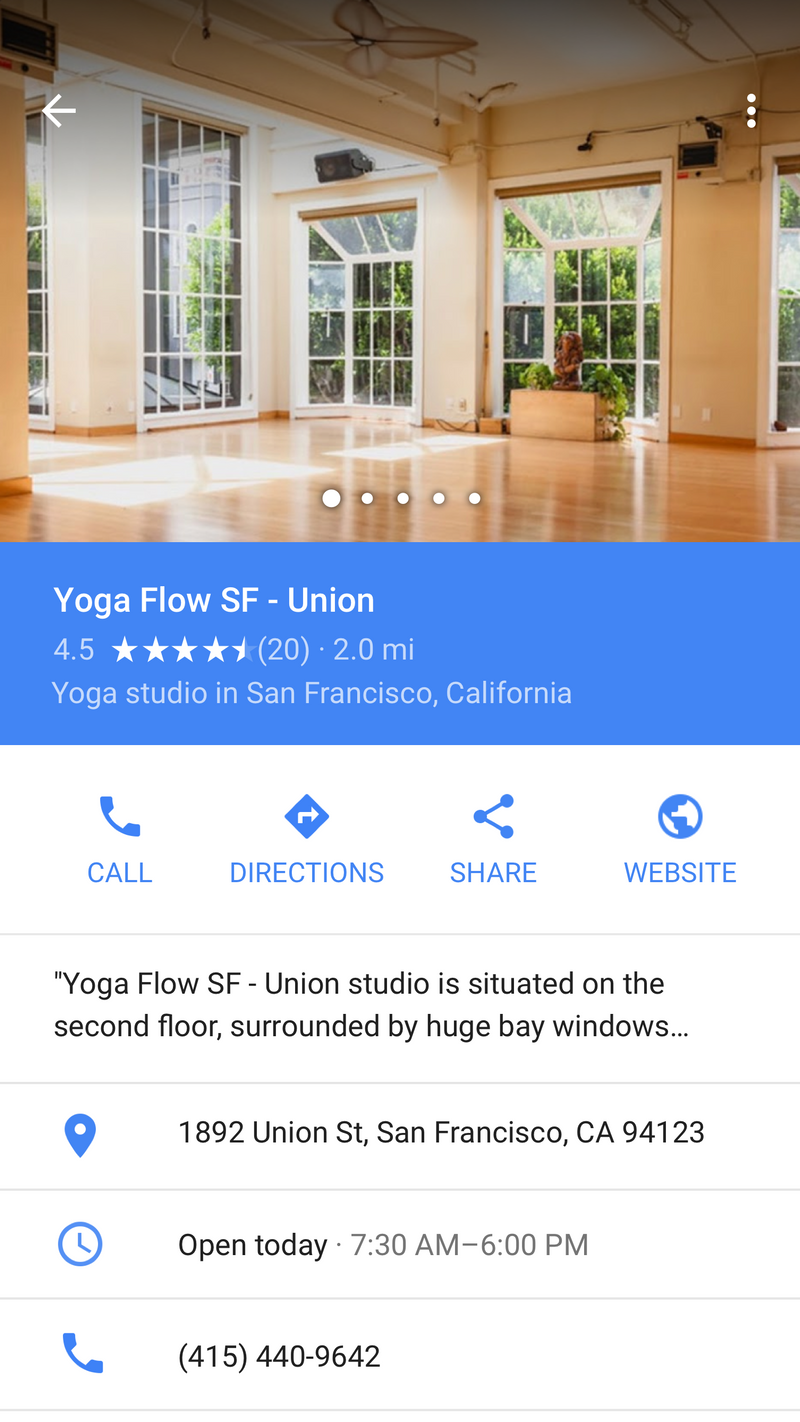 Yoga Flow SF - Union
4.5 ★★★★⯨ (20) · 2.0 mi
Yoga studio in San Francisco, California
CALL DIRECTIONS SHARE WEBSITE
"Yoga Flow SF - Union studio is situated on the
second floor, surrounded by huge bay windows...
1892 Union St, San Francisco, CA 94123
Open today · 7:30 AM–6:00 PM
(415) 440-9642